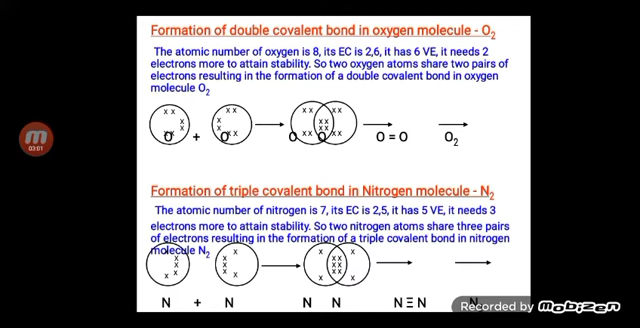 Formation of double covalent bond in oxygen molecule - O₂
The atomic number of oxygen is 8, its EC is 2,6, it has 6 VE, it needs 2
electrons more to attain stability. So two oxygen atoms share two pairs of
electrons resulting in the formation of a double covalent bond in oxygen
molecule O₂
O + O O O O = O O₂
03:01
Formation of triple covalent bond in Nitrogen molecule - N₂
The atomic number of nitrogen is 7, its EC is 2,5, it has 5 VE, it needs 3
electrons more to attain stability. So two nitrogen atoms share three pairs
of electrons resulting in the formation of a triple covalent bond in nitrogen
molecule N₂
N + N N N N Ξ N
Recorded by mobizen